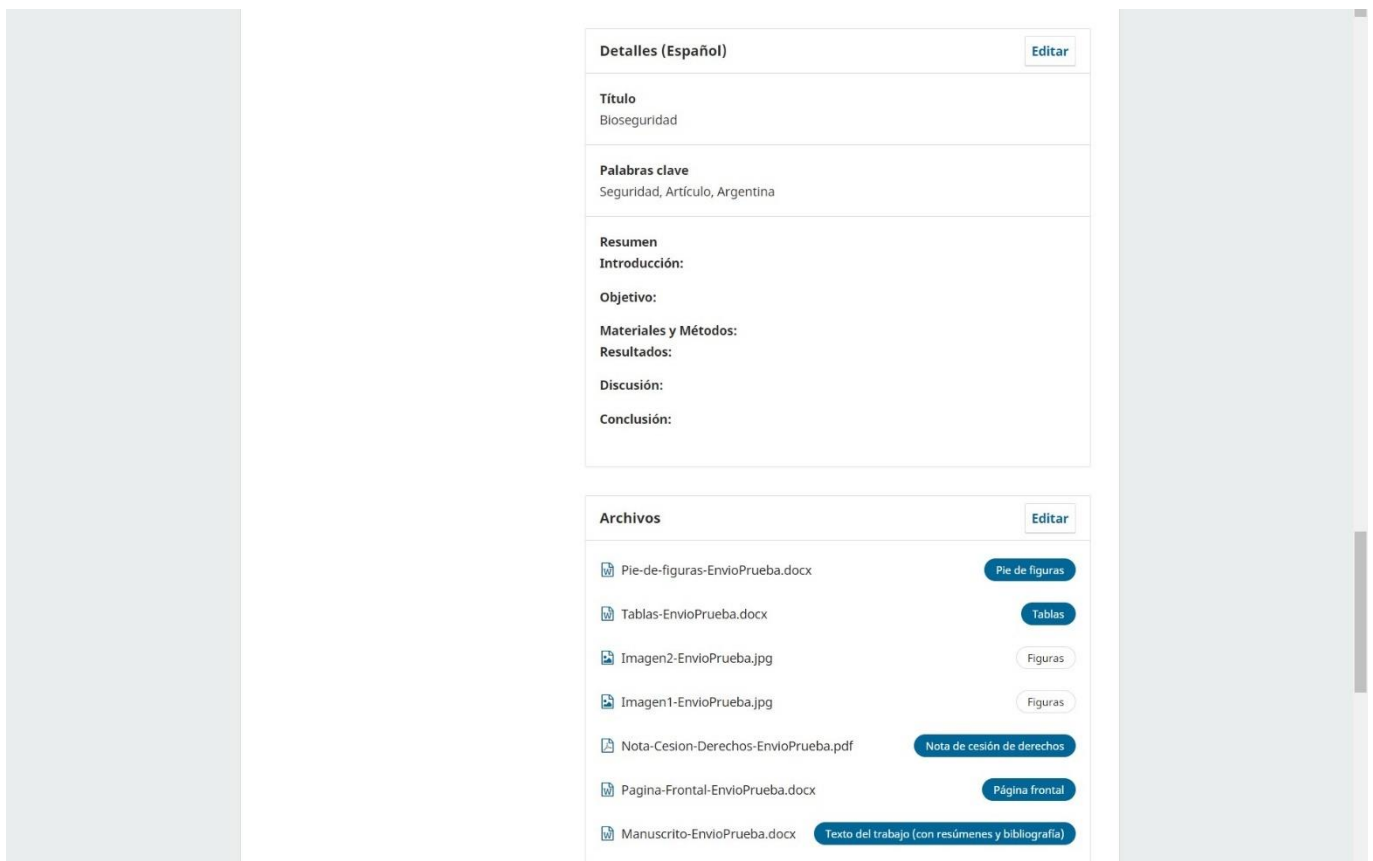 Detalles (Español) Editar
Título
Bioseguridad
Palabras clave
Seguridad, Artículo, Argentina
Resumen
Introducción:
Objetivo:
Materiales y Métodos:
Resultados:
Discusión:
Conclusión:
Archivos Editar
Pie-de-figuras-EnvioPrueba.docx Pie de figuras
Tablas-EnvioPrueba.docx Tablas
Imagen2-EnvioPrueba.jpg Figuras
Imagen1-EnvioPrueba.jpg Figuras
Nota-Cesion-Derechos-EnvioPrueba.pdf Nota de cesión de derechos
Pagina-Frontal-EnvioPrueba.docx Página frontal
Manuscrito-EnvioPrueba.docx Texto del trabajo (con resúmenes y bibliografía)